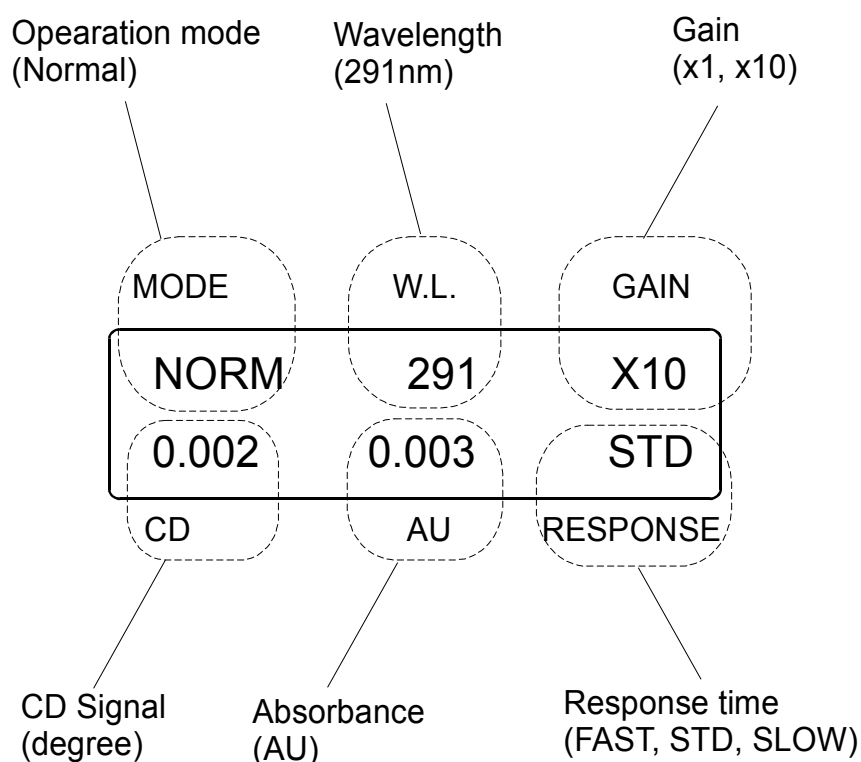 Opearation mode
(Normal)
Wavelength
(291nm)
Gain
(x1, x10)
MODE
W.L.
GAIN
NORM
291
X10
0.002
0.003
STD
CD
AU
RESPONSE
CD Signal
(degree)
Absorbance
(AU)
Response time
(FAST, STD, SLOW)